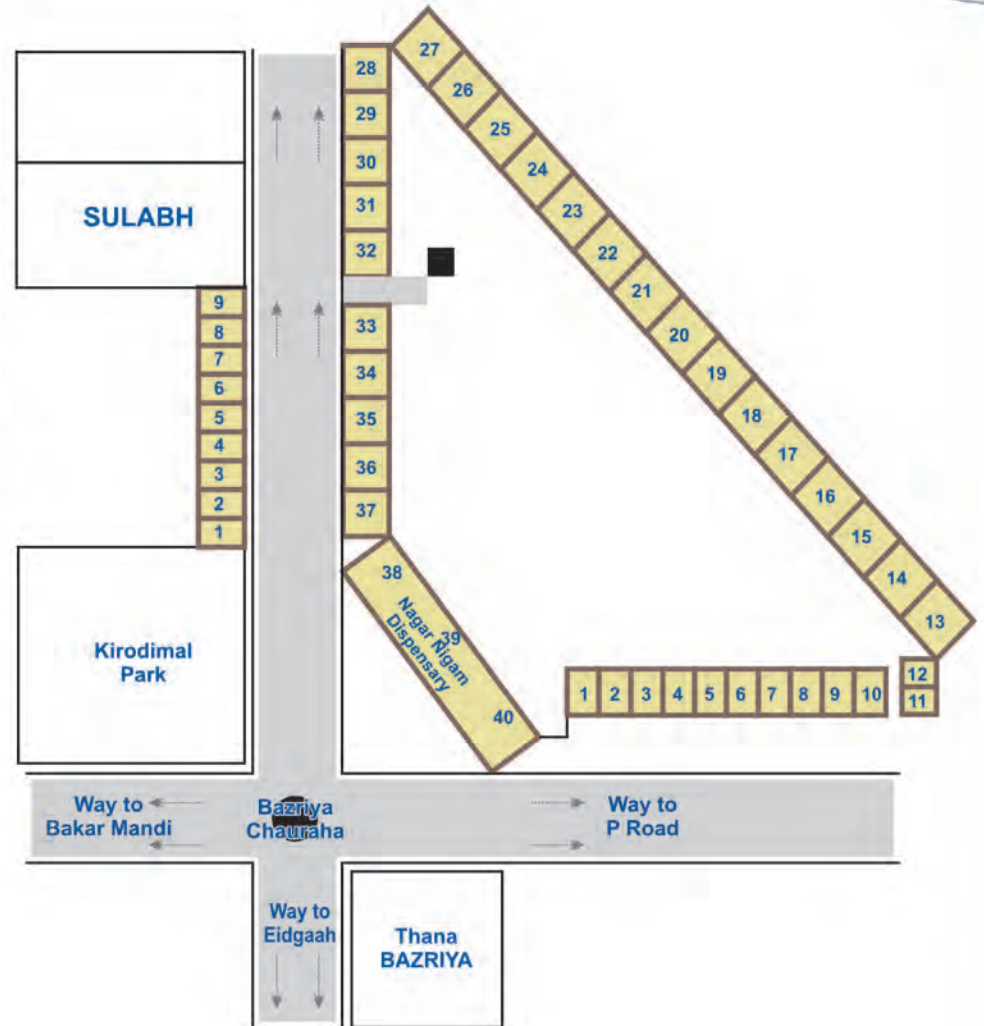 28
27
29
26
25
30
24
SULABH
31
23
32
22
21
9
33
20
8
7
34
19
6
5
35
18
4
17
3
36
2
16
37
1
15
38
14
13
Nagar Nigam
Dispensary
39
Kirodimal
Park
12
1 2 3 4 5 6 7 8 9 10
11
40
Way to
Bakar Mandi
Bazriya
Chauraha
Way to
P Road
Way to
Eidgaah
Thana
BAZRIYA